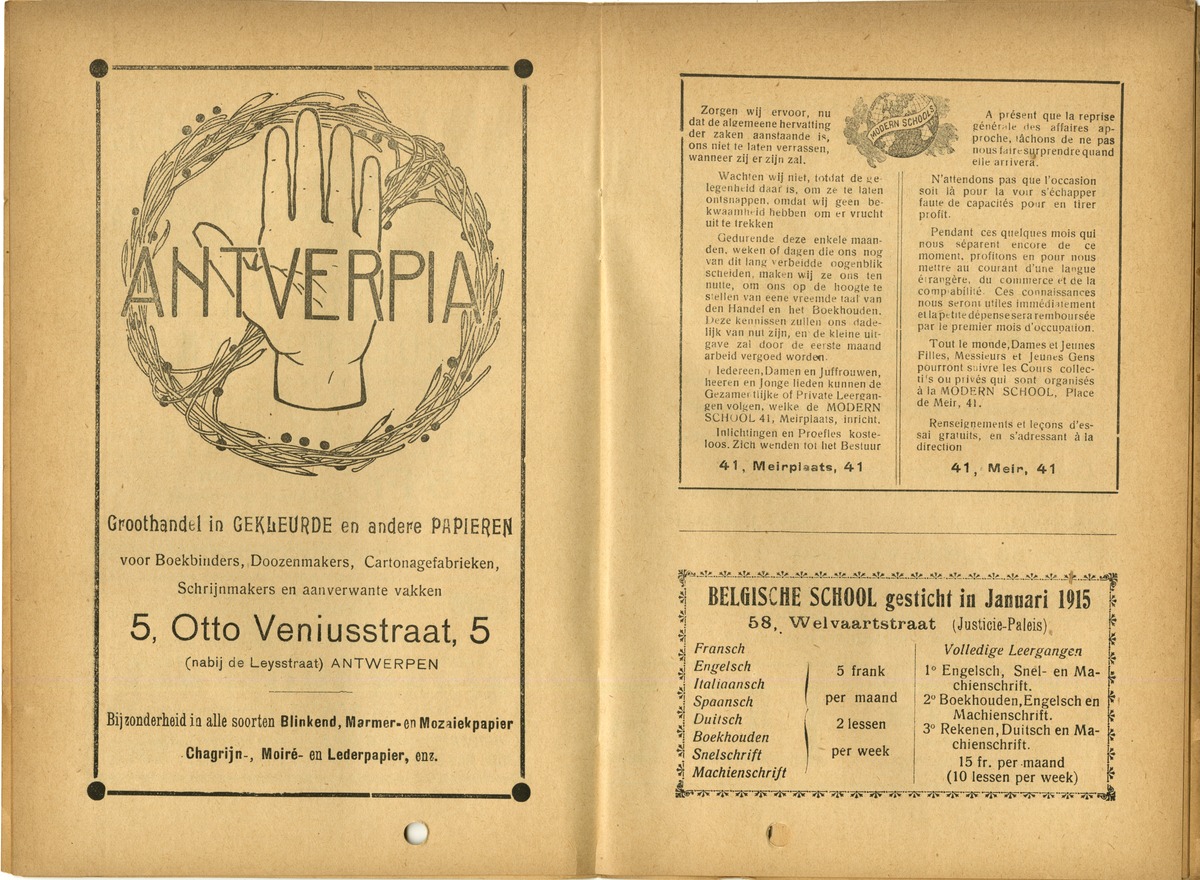 ANTVERPIA
Groothandel in GEKLEURDE en andere PAPIEREN
voor Boekbinders, Doozenmakers, Cartonagefabrieken,
Schrijnmakers en aanverwante vakken
5, Otto Veniusstraat, 5
(nabij de Leysstraat) ANTWERPEN
Bijzonderheid in alle soorten Blinkend, Marmer- en Mozaiekpapier
Chagrijn-, Moiré- en Lederpapier, enz.
MODERN SCHOOLS
Zorgen wij ervoor, nu
dat de algemeene hervatting
der zaken aanstaande is,
ons niet te laten verrassen,
wanneer zij er zijn zal.
Wachten wij niet, totdat de ge-
legenheid daar is, om ze te laten
ontsnappen, omdat wij geen be-
kwaamheid hebben om er vrucht
uit te trekken
Gedurende deze enkele maan-
den, weken of dagen die ons nog
van dit lang verbeidde oogenblik
scheiden, maken wij ze ons ten
nutte, om ons op de hoogte te
stellen van eene vreemde taal van
den Handel en het Boekhouden.
Deze kennissen zullen ons dade-
lijk van nut zijn, en de kleine uit-
gave zal door de eerste maand
arbeid vergoed worden.
Iedereen, Damen en Juffrouwen,
heeren en Jonge lieden kunnen de
Gezamentlijke of Private Leergan-
gen volgen, welke de MODERN
SCHOOL 41, Meirplaats, inricht.
Inlichtingen en Proefles koste-
loos. Zich wenden tot het Bestuur
41, Meirplaats, 41
A présent que la reprise
générale des affaires ap-
proche, tâchons de ne pas
nous faire surprendre quand
elle arrivera.
N'attendons pas que l'occasion
soit là pour la voir s'échapper
faute de capacités pour en tirer
profit.
Pendant ces quelques mois qui
nous séparent encore de ce
moment, profitons en pour nous
mettre au courant d'une langue
étrangère, du commerce et de la
comptabilité. Ces connaissances
nous seront utiles immédiatement
et la petite dépense sera remboursée
par le premier mois d'occupation.
Tout le monde, Dames et Jeunes
Filles, Messieurs et Jeunes Gens
pourront suivre les Cours collec-
tifs ou privés qui sont organisés
à la MODERN SCHOOL, Place
de Meir, 41.
Renseignements et leçons d'es-
sai gratuits, en s'adressant à la
direction
41, Meir, 41
BELGISCHE SCHOOL gesticht in Januari 1915
58, Welvaartstraat (Justicie-Paleis)
Fransch
Engelsch
Italiaansch
Spaansch
Duitsch
Boekhouden
Snelschrift
Machienschrift
5 frank
per maand
2 lessen
per week
Volledige Leergangen
1º Engelsch, Snel- en Ma-
chienschrift.
2º Boekhouden, Engelsch en
Machienschrift.
3º Rekenen, Duitsch en Ma-
chienschrift.
15 fr. per maand
(10 lessen per week)